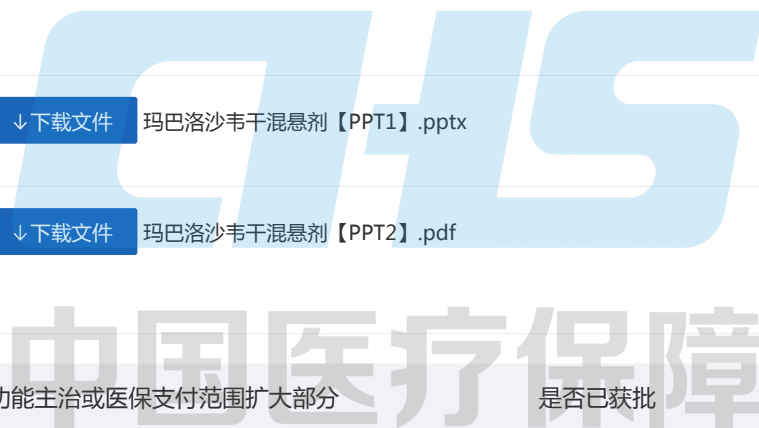 ↓下载文件 玛巴洛沙韦干混悬剂【PPT1】.pptx
↓下载文件 玛巴洛沙韦干混悬剂【PPT2】.pdf
中国医疗保障
功能主治或医保支付范围扩大部分 是否已获批